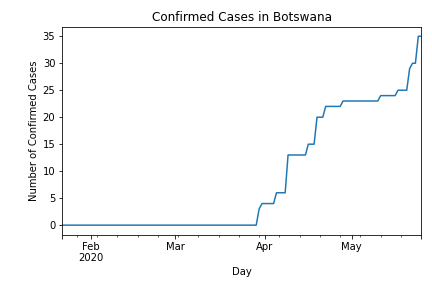 Confirmed Cases in Botswana
Number of Confirmed Cases
35
30
25
20
15
10
5
0
Feb
2020
Mar
Apr
May
Day